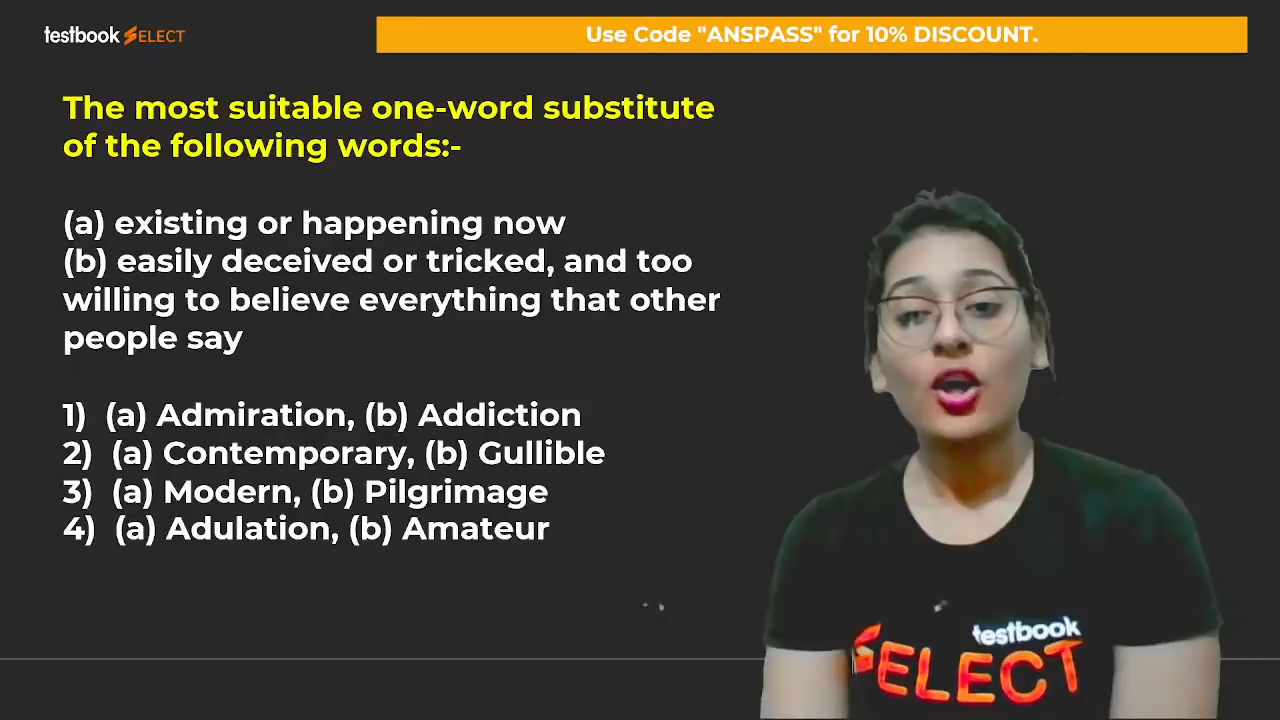 testbook SELECT
Use Code "ANSPASS" for 10% DISCOUNT.
The most suitable one-word substitute
of the following words:-
(a) existing or happening now
(b) easily deceived or tricked, and too
willing to believe everything that other
people say
1) (a) Admiration, (b) Addiction
2) (a) Contemporary, (b) Gullible
3) (a) Modern, (b) Pilgrimage
4) (a) Adulation, (b) Amateur
testbook
SELECT